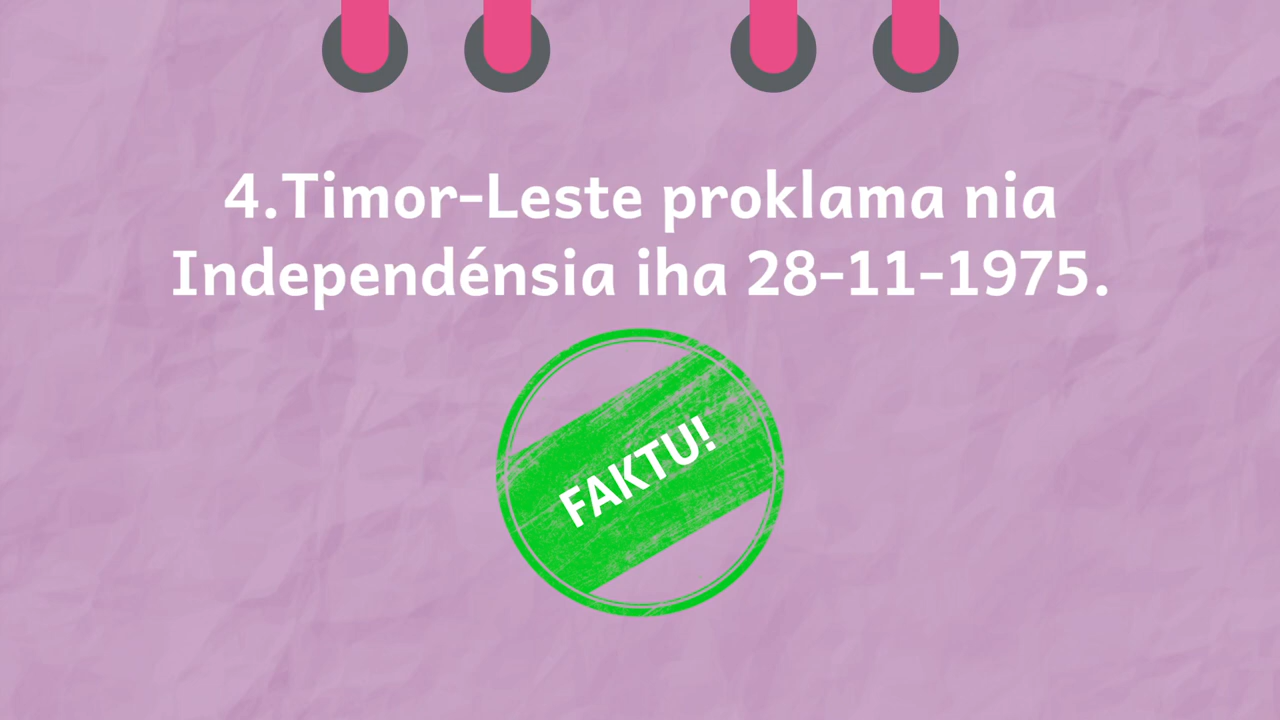 4.Timor-Leste proklama nia
Independénsia iha 28-11-1975.
FAKTU!